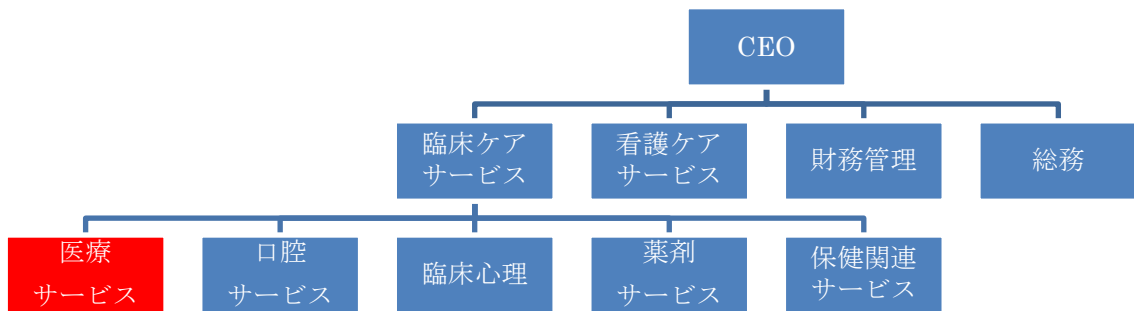 CEO
臨床ケア
サービス
看護ケア
サービス
財務管理
総務
医療
サービス
口腔
サービス
臨床心理
薬剤
サービス
保健関連
サービス